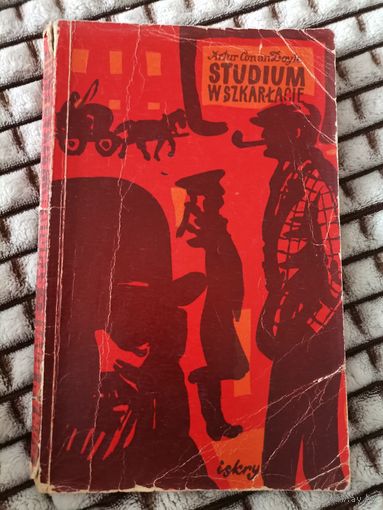 Artur Conan Doyle
STUDIUM
W SZKARŁACIE
iskry